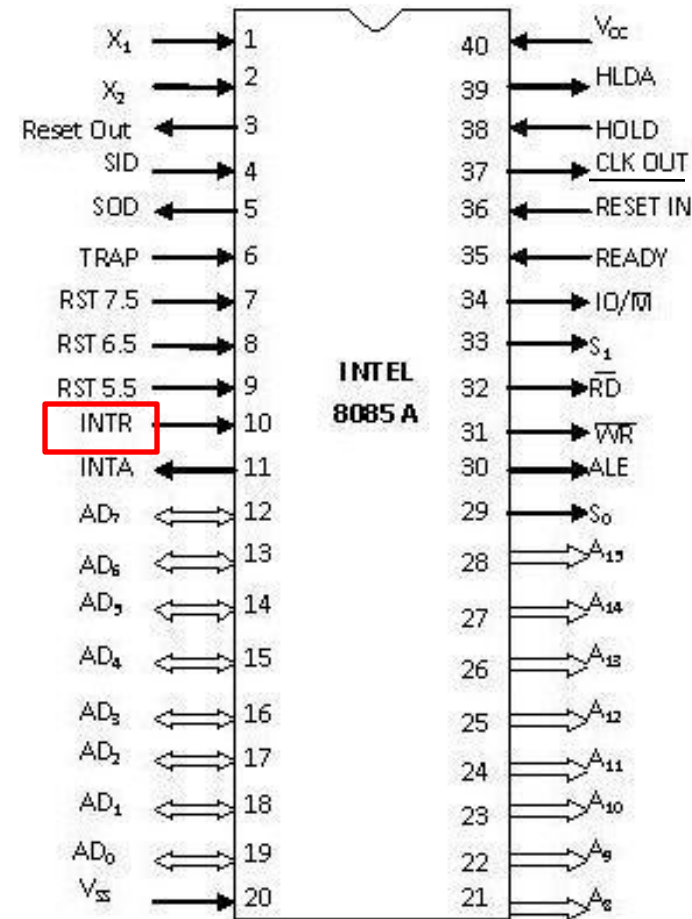 X₁ 1
X₂ 2
Reset Out 3
SID 4
SOD 5
TRAP 6
RST 7.5 7
RST 6.5 8
RST 5.5 9
INTR 10
INTA 11
AD₇ 12
AD₆ 13
AD₅ 14
AD₄ 15
AD₃ 16
AD₂ 17
AD₁ 18
AD₀ 19
Vss 20
INTEL
8085 A
40 Vcc
39 HLDA
38 HOLD
37 CLK OUT
36 R̅E̅S̅E̅T̅ ̅I̅N̅
35 READY
34 IO/M̅
33 S₁
32 R̅D̅
31 W̅R̅
30 ALE
29 S₀
28 A₁₅
27 A₁₄
26 A₁₃
25 A₁₂
24 A₁₁
23 A₁₀
22 A₉
21 A₈